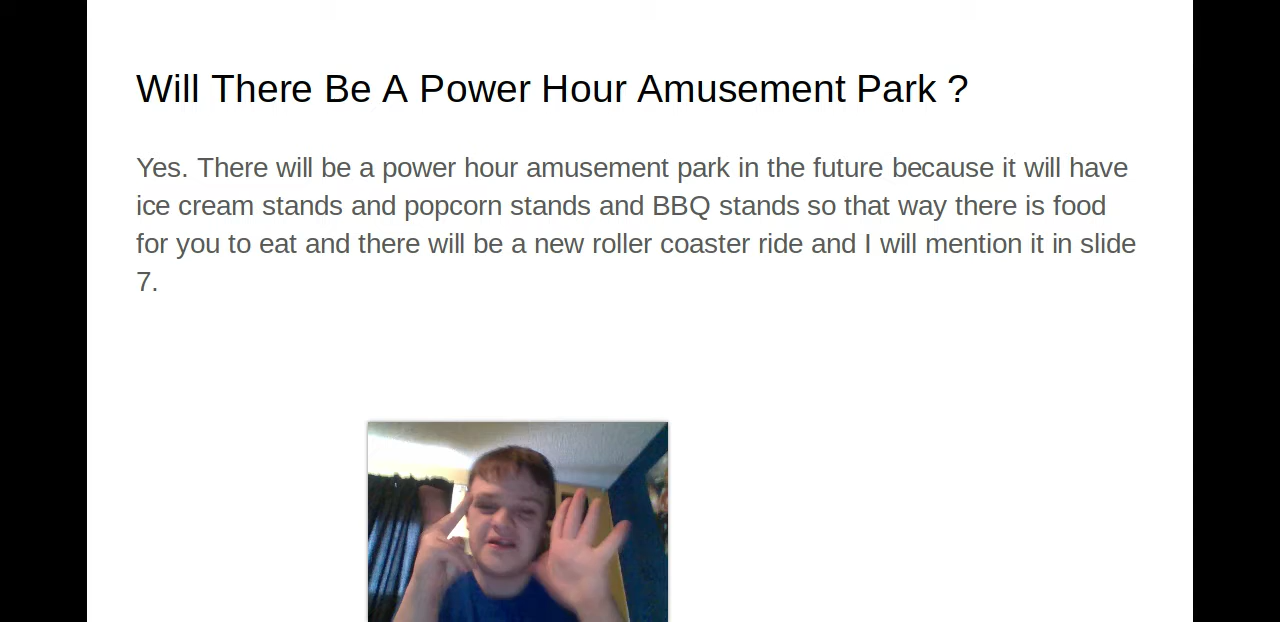 Will There Be A Power Hour Amusement Park ?
Yes. There will be a power hour amusement park in the future because it will have
ice cream stands and popcorn stands and BBQ stands so that way there is food
for you to eat and there will be a new roller coaster ride and I will mention it in slide
7.